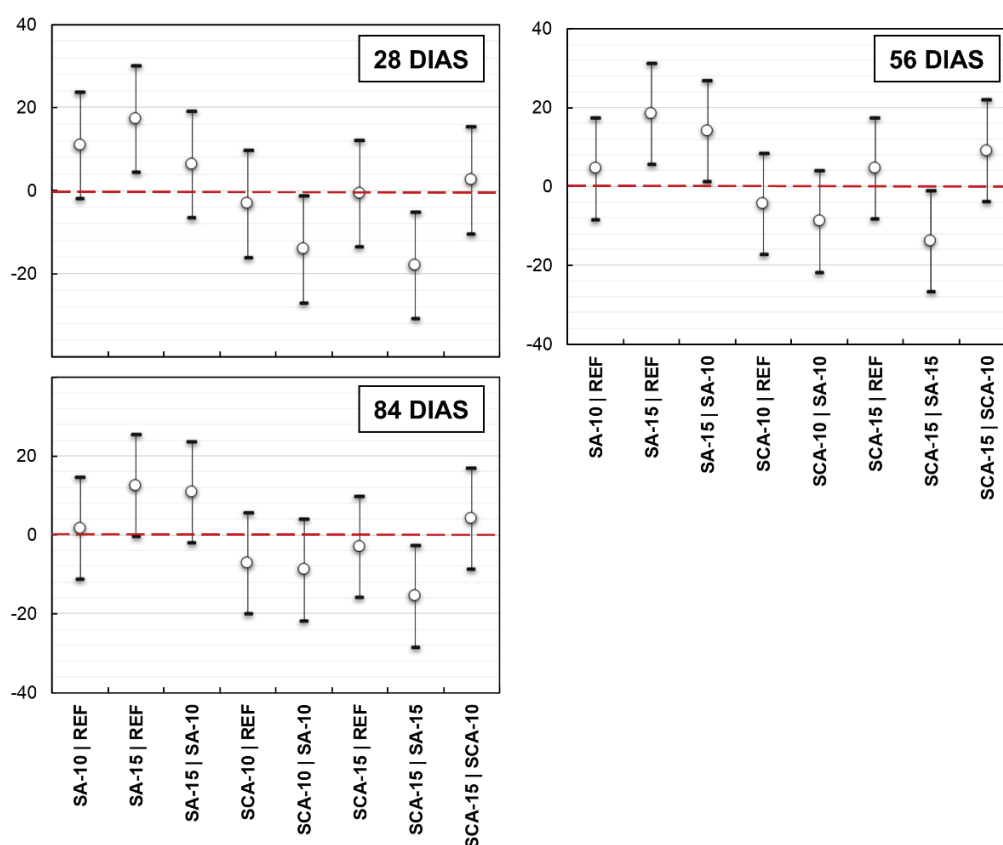 40
20
0
-20
28 DIAS
40
20
0
-20
-40
56 DIAS
SA-10 | REF
SA-15 | REF
SA-15 | SA-10
SCA-10 | REF
SCA-10 | SA-10
SCA-15 | REF
SCA-15 | SA-15
SCA-15 | SCA-10
20
0
-20
-40
84 DIAS
SA-10 | REF
SA-15 | REF
SA-15 | SA-10
SCA-10 | REF
SCA-10 | SA-10
SCA-15 | REF
SCA-15 | SA-15
SCA-15 | SCA-10